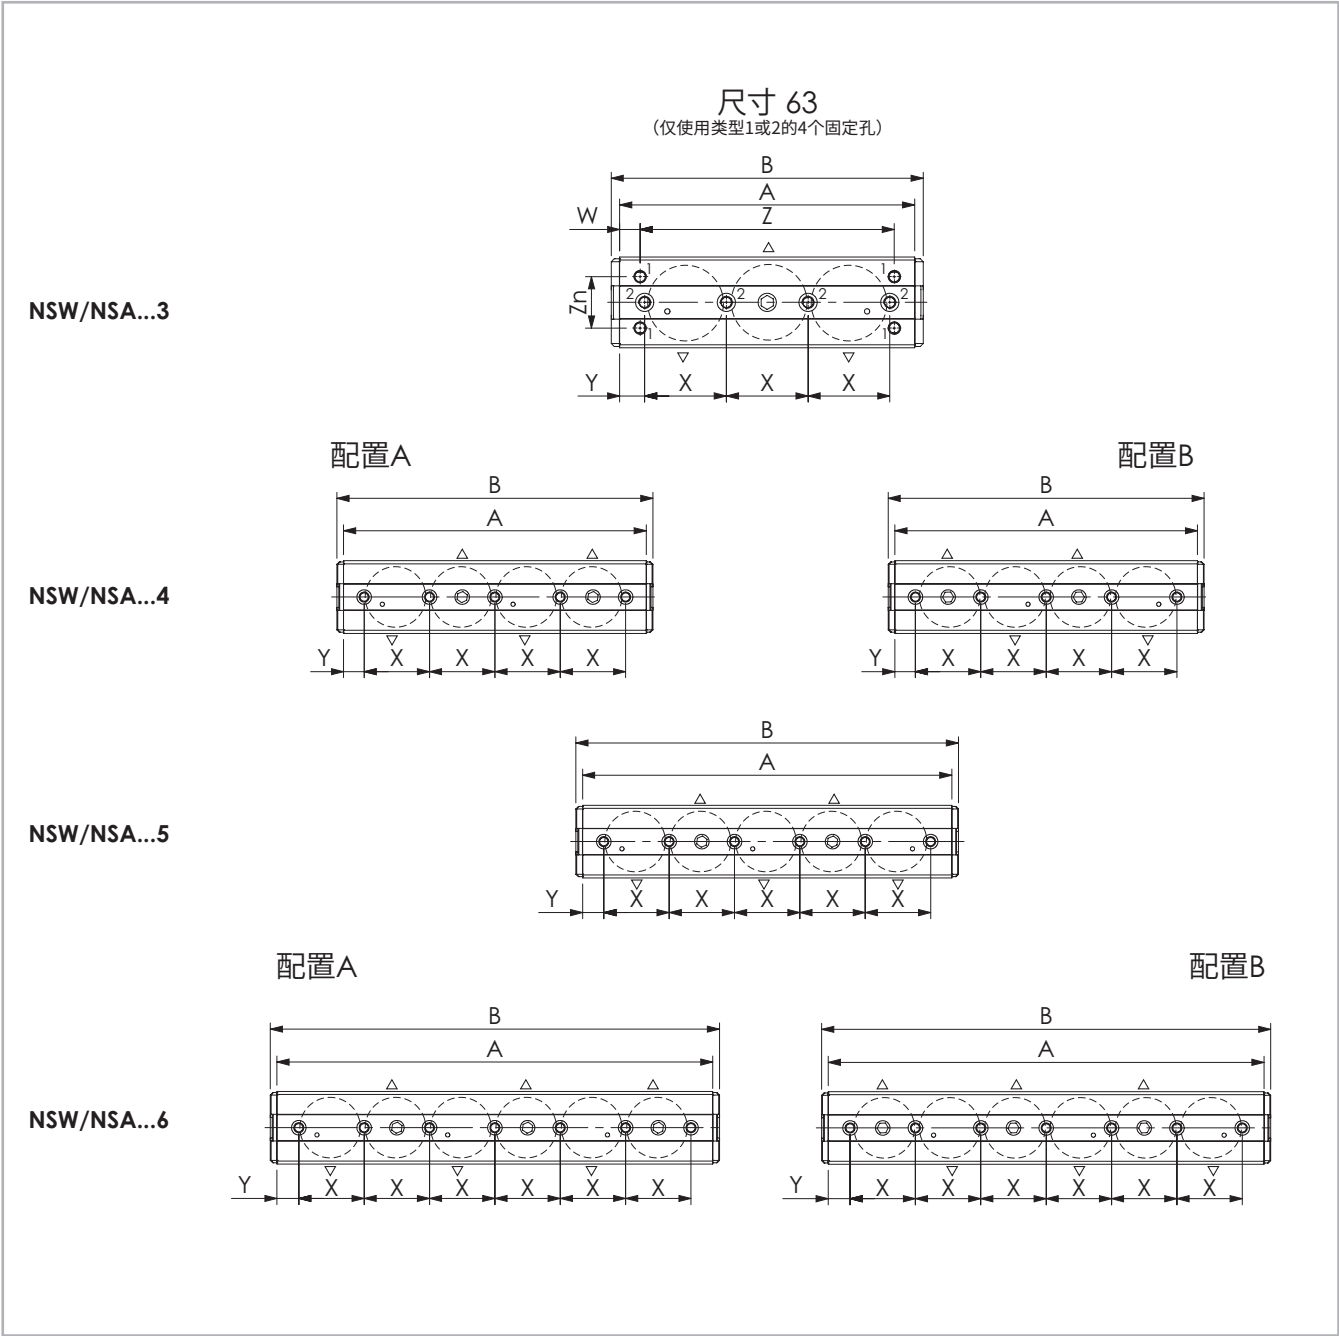 尺寸 63
(仅使用类型1或2的4个固定孔)
B
A
W Z
1 1
2 2 2 2
Zn
1 1
Y X X X
NSW/NSA...3
配置A 配置B
B B
A A
NSW/NSA...4
Y X X X X Y X X X X
B
A
NSW/NSA...5
Y X X X X X
配置A 配置B
B B
A A
NSW/NSA...6
Y X X X X X X Y X X X X X X